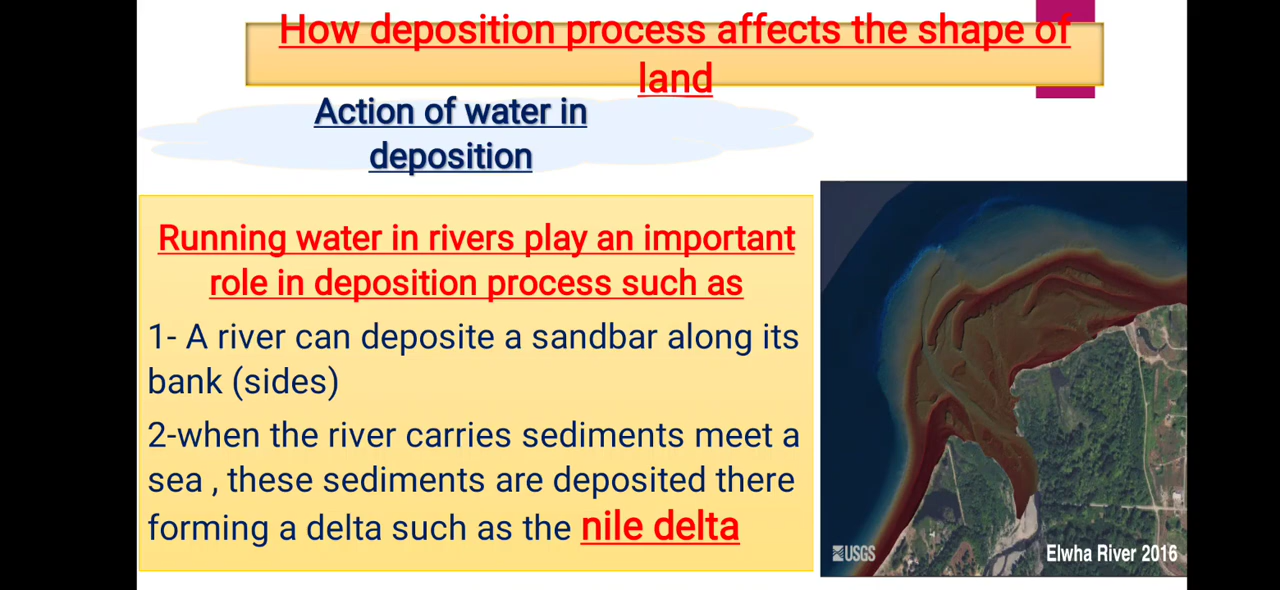 How deposition process affects the shape of
land
Action of water in
deposition
Running water in rivers play an important
role in deposition process such as
1- A river can deposite a sandbar along its
bank (sides)
2-when the river carries sediments meet a
sea , these sediments are deposited there
forming a delta such as the nile delta
USGS
Elwha River 2016